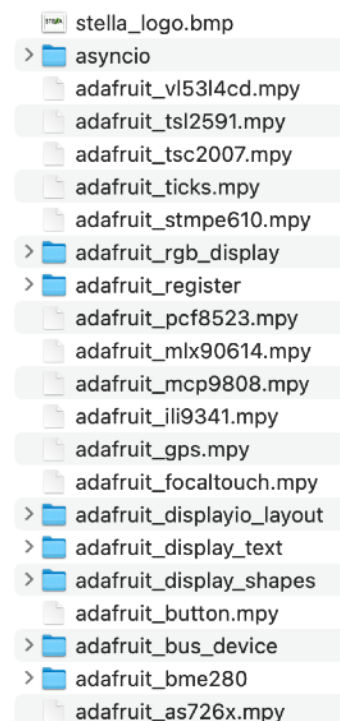 stella_logo.bmp
asyncio
adafruit_vl53l4cd.mpy
adafruit_tsl2591.mpy
adafruit_tsc2007.mpy
adafruit_ticks.mpy
adafruit_stmpe610.mpy
adafruit_rgb_display
adafruit_register
adafruit_pcf8523.mpy
adafruit_mlx90614.mpy
adafruit_mcp9808.mpy
adafruit_ili9341.mpy
adafruit_gps.mpy
adafruit_focaltouch.mpy
adafruit_displayio_layout
adafruit_display_text
adafruit_display_shapes
adafruit_button.mpy
adafruit_bus_device
adafruit_bme280
adafruit_as726x.mpy